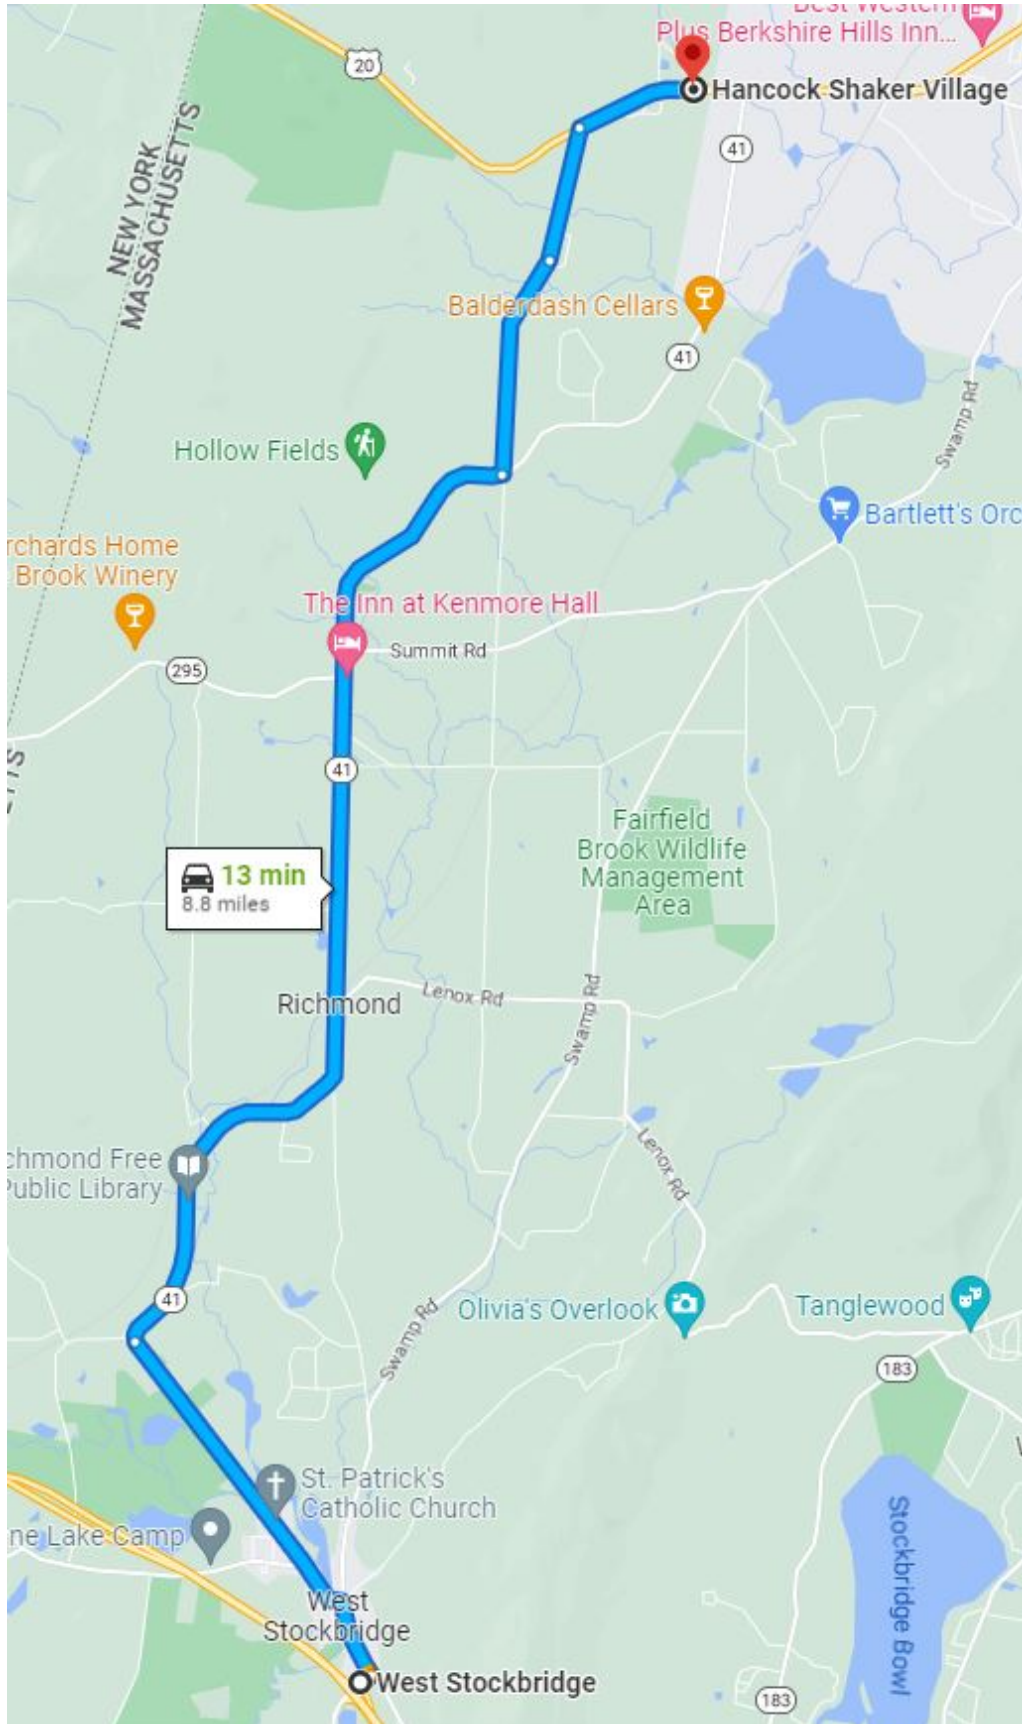 Best Western
Plus Berkshire Hills Inn...
20
Hancock Shaker Village
41
NEW YORK
MASSACHUSETTS
Balderdash Cellars
41
Swamp Rd
Hollow Fields
Bartlett's Orc
rchards Home
Brook Winery
The Inn at Kenmore Hall
Summit Rd
295
41
Fairfield
Brook Wildlife
Management
Area
13 min
8.8 miles
Richmond
Lenox Rd
Swamp Rd
Lenox Rd
chmond Free
Public Library
41
Olivia's Overlook
Tanglewood
Swamp Rd
183
St. Patrick's
Catholic Church
ne Lake Camp
Stockbridge Bowl
West
Stockbridge
West Stockbridge
183